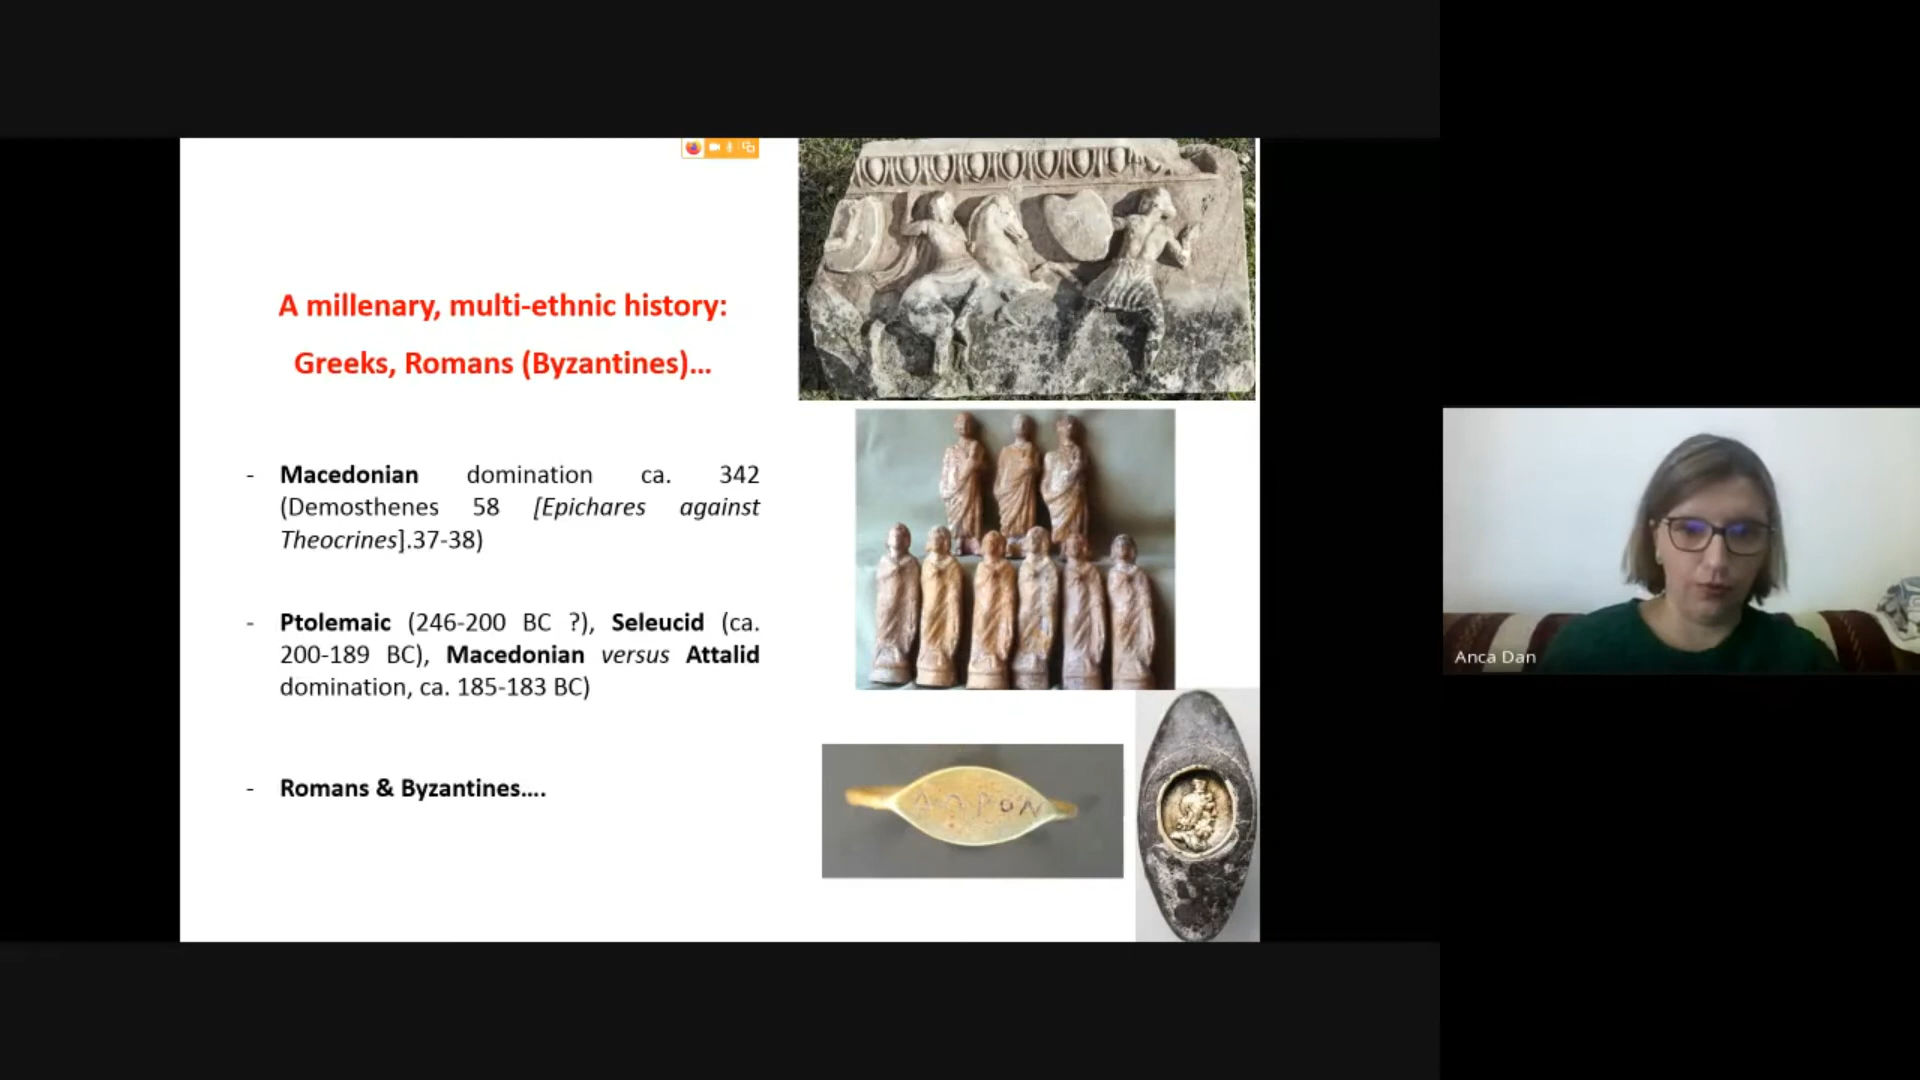 A millenary, multi-ethnic history:
Greeks, Romans (Byzantines)...
- Macedonian domination ca. 342
(Demosthenes 58 [Epichares against
Theocrines].37-38)
- Ptolemaic (246-200 BC ?), Seleucid (ca.
200-189 BC), Macedonian versus Attalid
domination, ca. 185-183 BC)
- Romans & Byzantines....
ΔΩΡΟΝ
Anca Dan